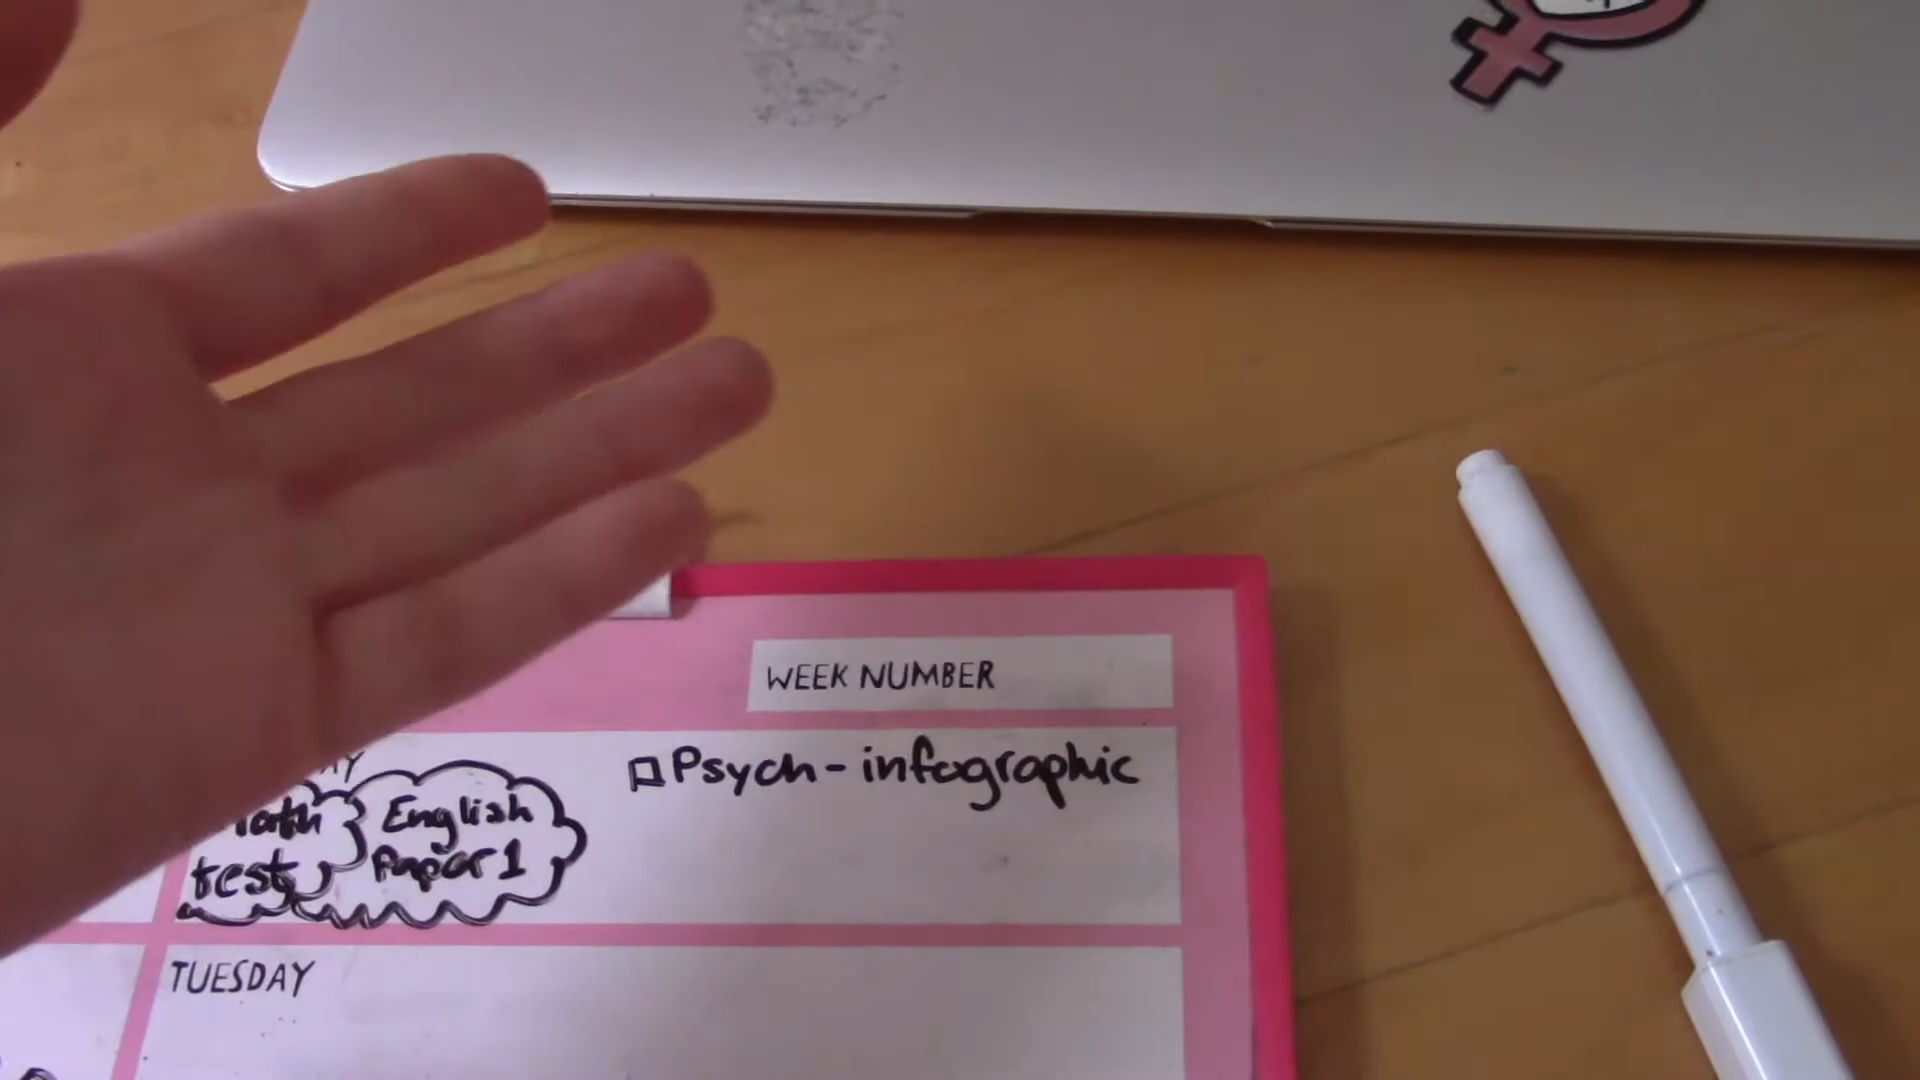 WEEK NUMBER
Psych - infographic
English
Paper 1
test
TUESDAY